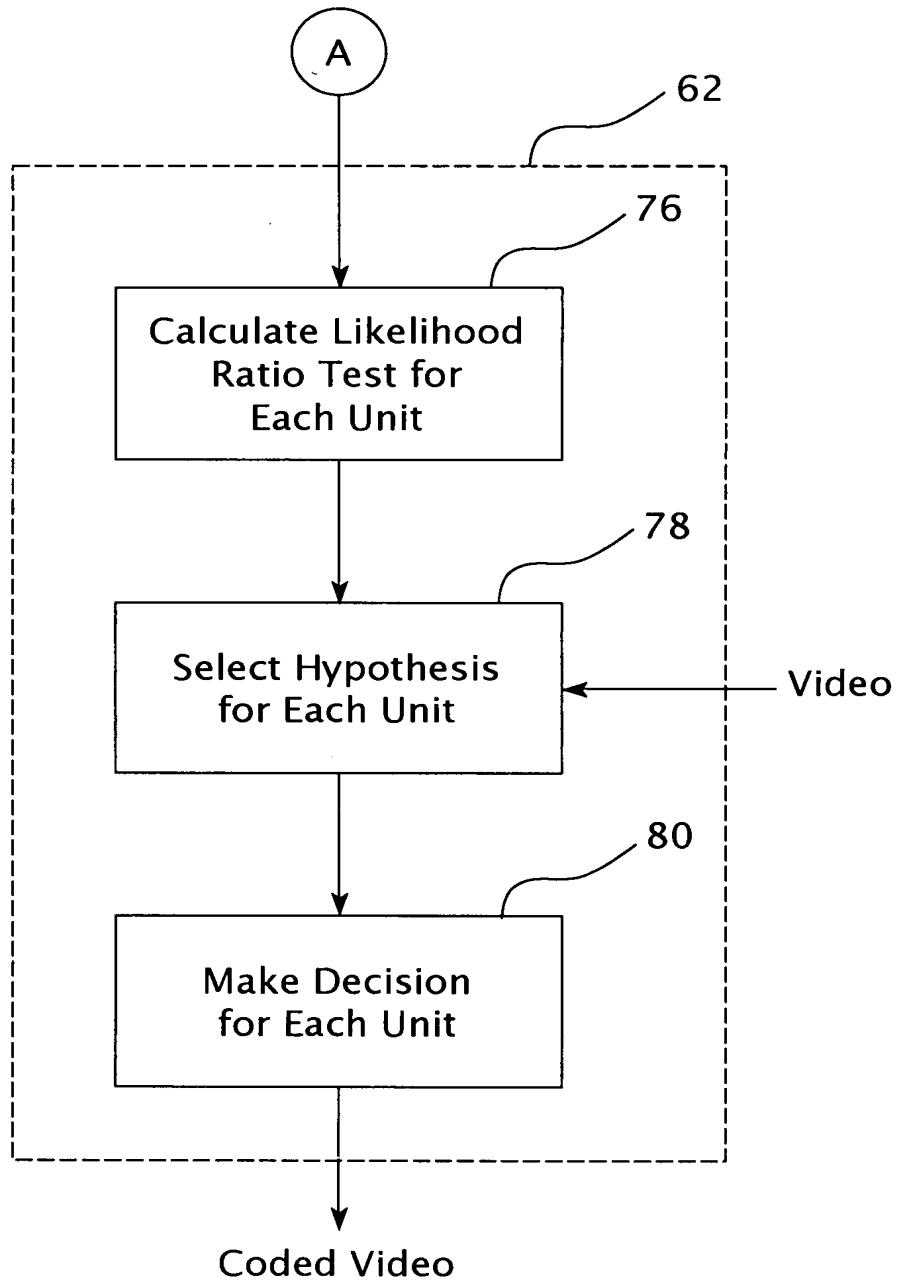 A
62
76
Calculate Likelihood
Ratio Test for
Each Unit
78
Select Hypothesis
for Each Unit
Video
80
Make Decision
for Each Unit
Coded Video